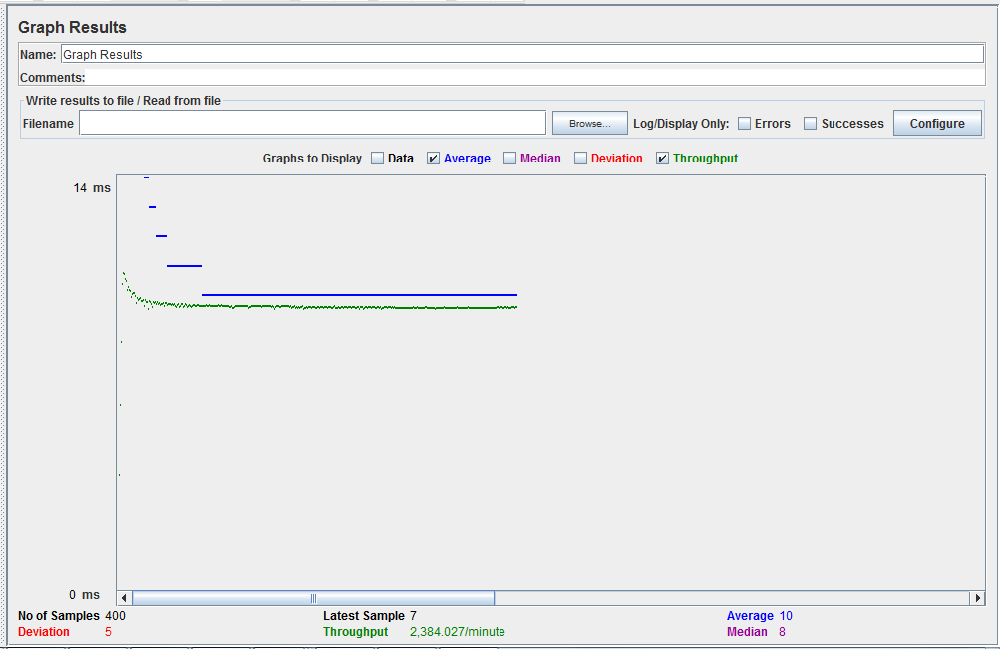 Graph Results
Name: Graph Results
Comments:
Write results to file / Read from file
Filename Browse... Log/Display Only: Errors Successes Configure
Graphs to Display Data Average Median Deviation Throughput
14 ms
0 ms
No of Samples 400 Latest Sample 7 Average 10
Deviation 5 Throughput 2,384.027/minute Median 8